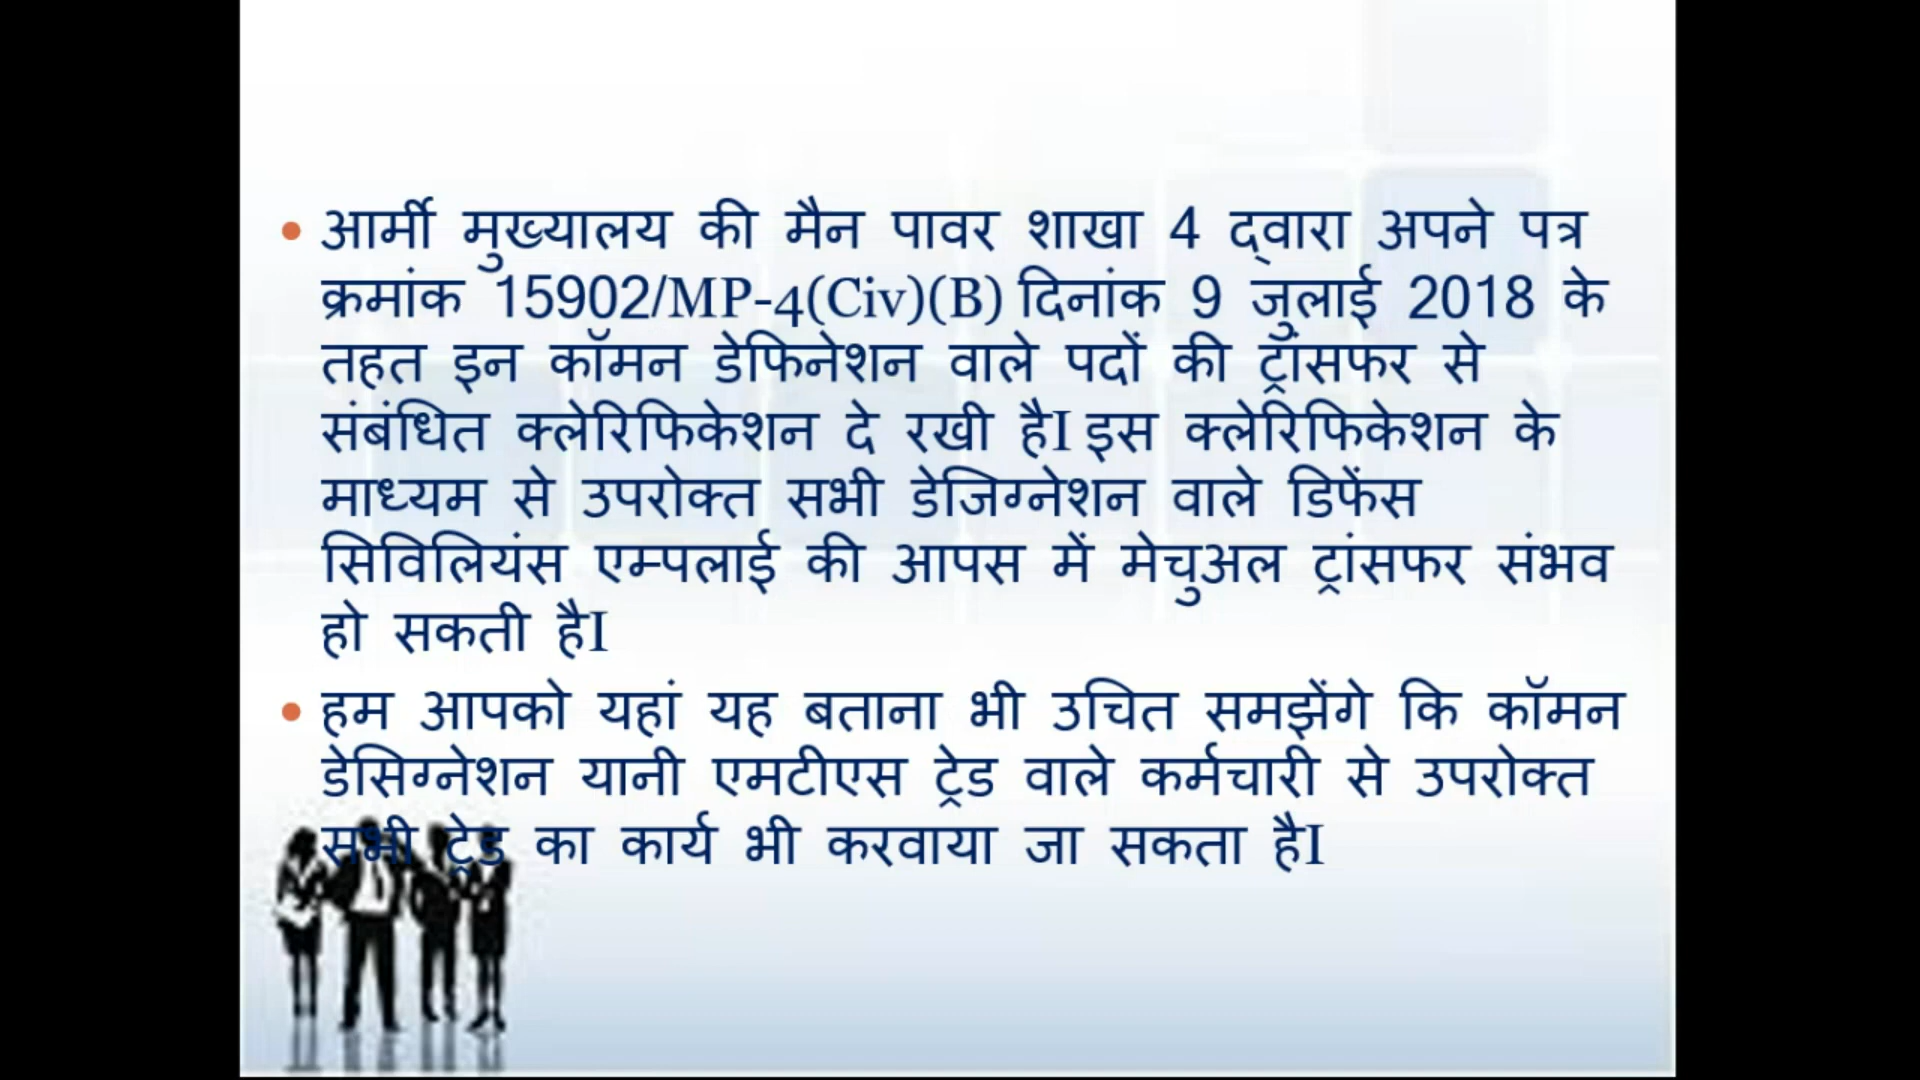 • आर्मी मुख्यालय की मैन पावर शाखा 4 द्वारा अपने पत्र
क्रमांक 15902/MP-4(Civ)(B) दिनांक 9 जुलाई 2018 के
तहत इन कॉमन डेफिनेशन वाले पदों की ट्रांसफर से
संबंधित क्लेरिफिकेशन दे रखी हैI इस क्लेरिफिकेशन के
माध्यम से उपरोक्त सभी डेजिग्नेशन वाले डिफेंस
सिविलियंस एम्पलाई की आपस में मेचुअल ट्रांसफर संभव
हो सकती हैI
• हम आपको यहां यह बताना भी उचित समझेंगे कि कॉमन
डेसिग्नेशन यानी एमटीएस ट्रेड वाले कर्मचारी से उपरोक्त
सभी ट्रेड का कार्य भी करवाया जा सकता हैI